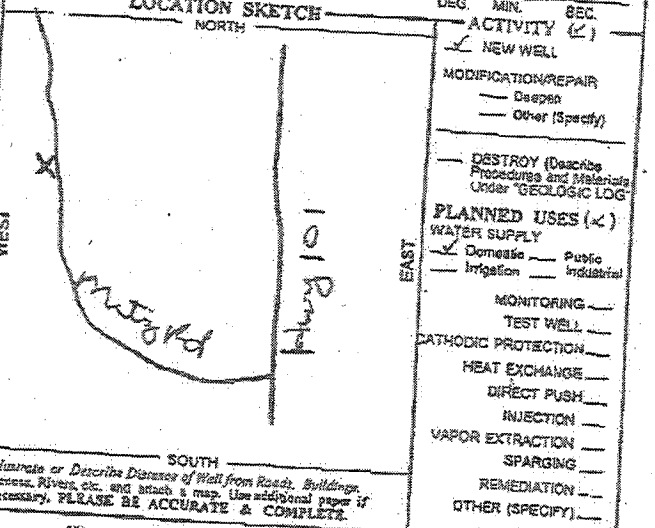 LOCATION SKETCH
NORTH
Hwy 101
WEST
EAST
SOUTH
Illustrate or Describe Distance of Well from Roads, Buildings,
Fences, Rivers, etc. and attach a map. Use additional paper if
necessary. PLEASE BE ACCURATE & COMPLETE.
DEG. MIN. SEC.
ACTIVITY (✓)
✓ NEW WELL
MODIFICATION/REPAIR
Deepen
Other (Specify)
DESTROY (Describe
Procedures and Materials
Under "GEOLOGIC LOG"
PLANNED USES (✓)
WATER SUPPLY
✓ Domestic Public
Irrigation Industrial
MONITORING
TEST WELL
CATHODIC PROTECTION
HEAT EXCHANGE
DIRECT PUSH
INJECTION
VAPOR EXTRACTION
SPARGING
REMEDIATION
OTHER (SPECIFY)